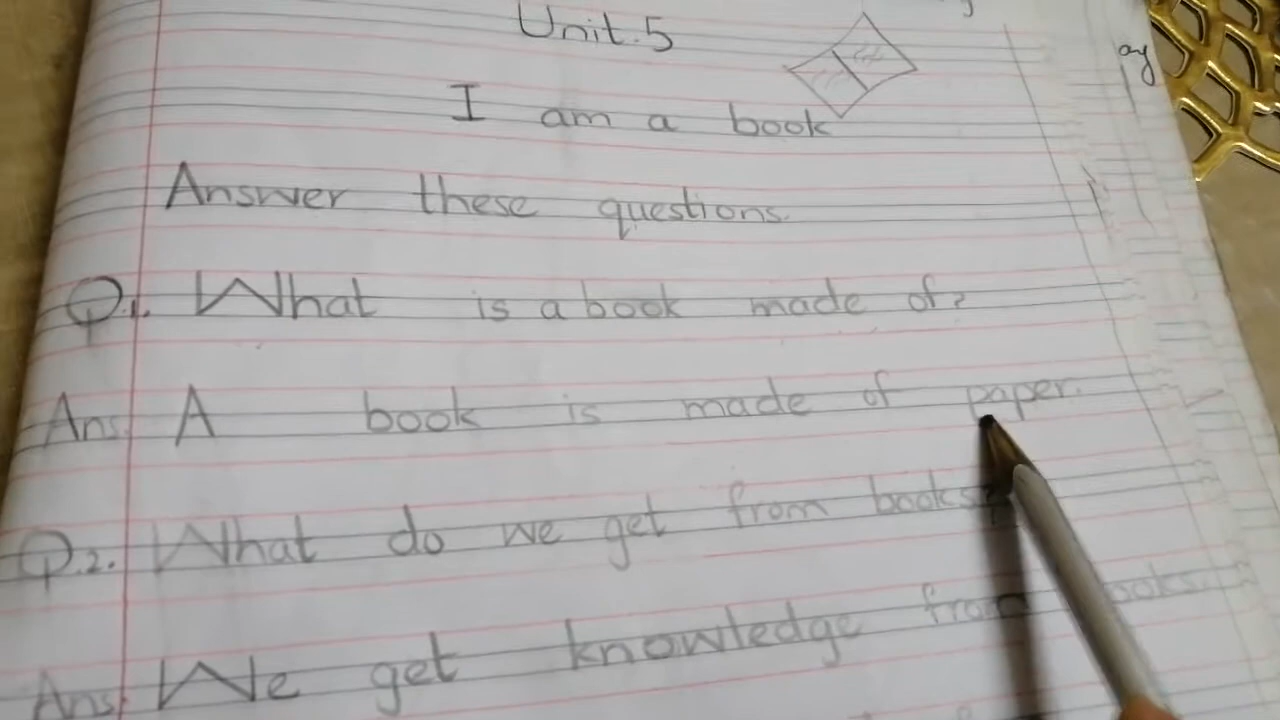 Unit.5
I am a book
Answer these questions.
Q.1. What is a book made of?
Ans. A book is made of paper.
Q.2. What do we get from books?
Ans. We get knowledge from books.
ay